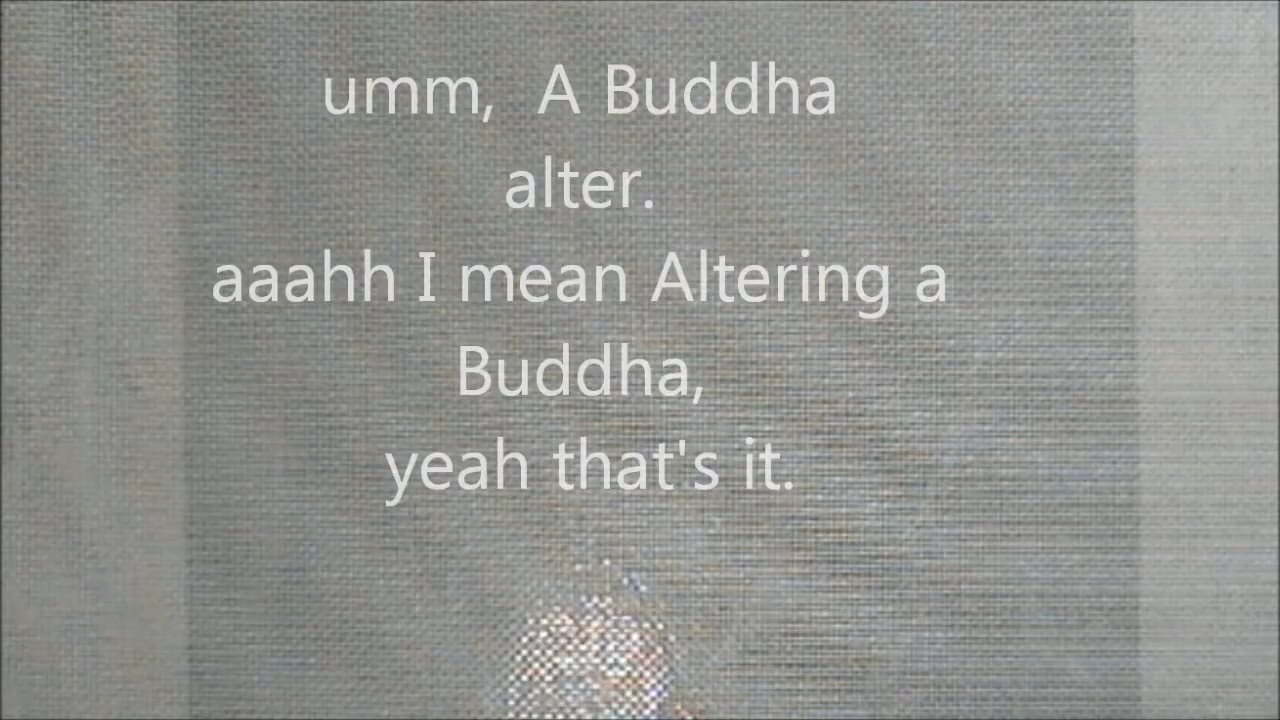 umm,  A Buddha
alter.
aaahh I mean Altering a
Buddha,
yeah that's it.